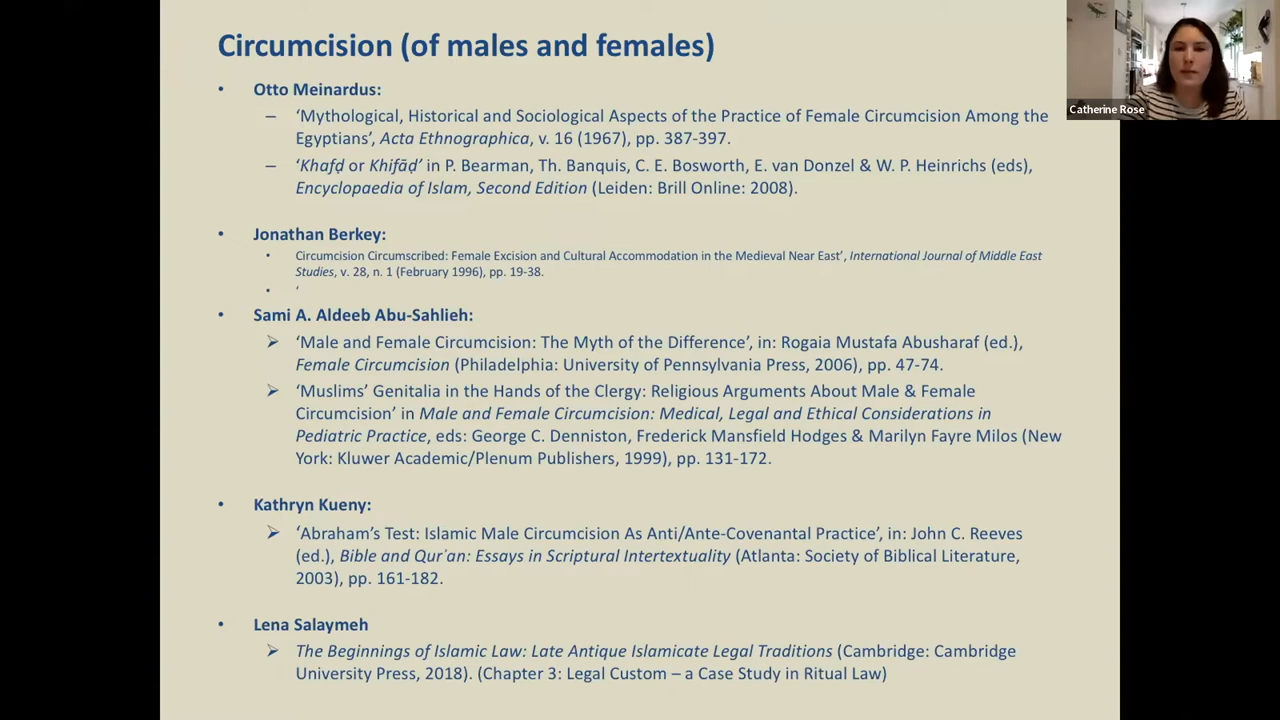 Circumcision (of males and females)
Catherine Rose
• Otto Meinardus:
– ‘Mythological, Historical and Sociological Aspects of the Practice of Female Circumcision Among the
Egyptians’, Acta Ethnographica, v. 16 (1967), pp. 387-397.
– ‘Khafḍ or Khifāḍ’ in P. Bearman, Th. Banquis, C. E. Bosworth, E. van Donzel & W. P. Heinrichs (eds),
Encyclopaedia of Islam, Second Edition (Leiden: Brill Online: 2008).
• Jonathan Berkey:
• Circumcision Circumscribed: Female Excision and Cultural Accommodation in the Medieval Near East’, International Journal of Middle East
Studies, v. 28, n. 1 (February 1996), pp. 19-38.
• ‘
• Sami A. Aldeeb Abu-Sahlieh:
➢ ‘Male and Female Circumcision: The Myth of the Difference’, in: Rogaia Mustafa Abusharaf (ed.),
Female Circumcision (Philadelphia: University of Pennsylvania Press, 2006), pp. 47-74.
➢ ‘Muslims’ Genitalia in the Hands of the Clergy: Religious Arguments About Male & Female
Circumcision’ in Male and Female Circumcision: Medical, Legal and Ethical Considerations in
Pediatric Practice, eds: George C. Denniston, Frederick Mansfield Hodges & Marilyn Fayre Milos (New
York: Kluwer Academic/Plenum Publishers, 1999), pp. 131-172.
• Kathryn Kueny:
➢ ‘Abraham’s Test: Islamic Male Circumcision As Anti/Ante-Covenantal Practice’, in: John C. Reeves
(ed.), Bible and Qurʾan: Essays in Scriptural Intertextuality (Atlanta: Society of Biblical Literature,
2003), pp. 161-182.
• Lena Salaymeh
➢ The Beginnings of Islamic Law: Late Antique Islamicate Legal Traditions (Cambridge: Cambridge
University Press, 2018). (Chapter 3: Legal Custom – a Case Study in Ritual Law)